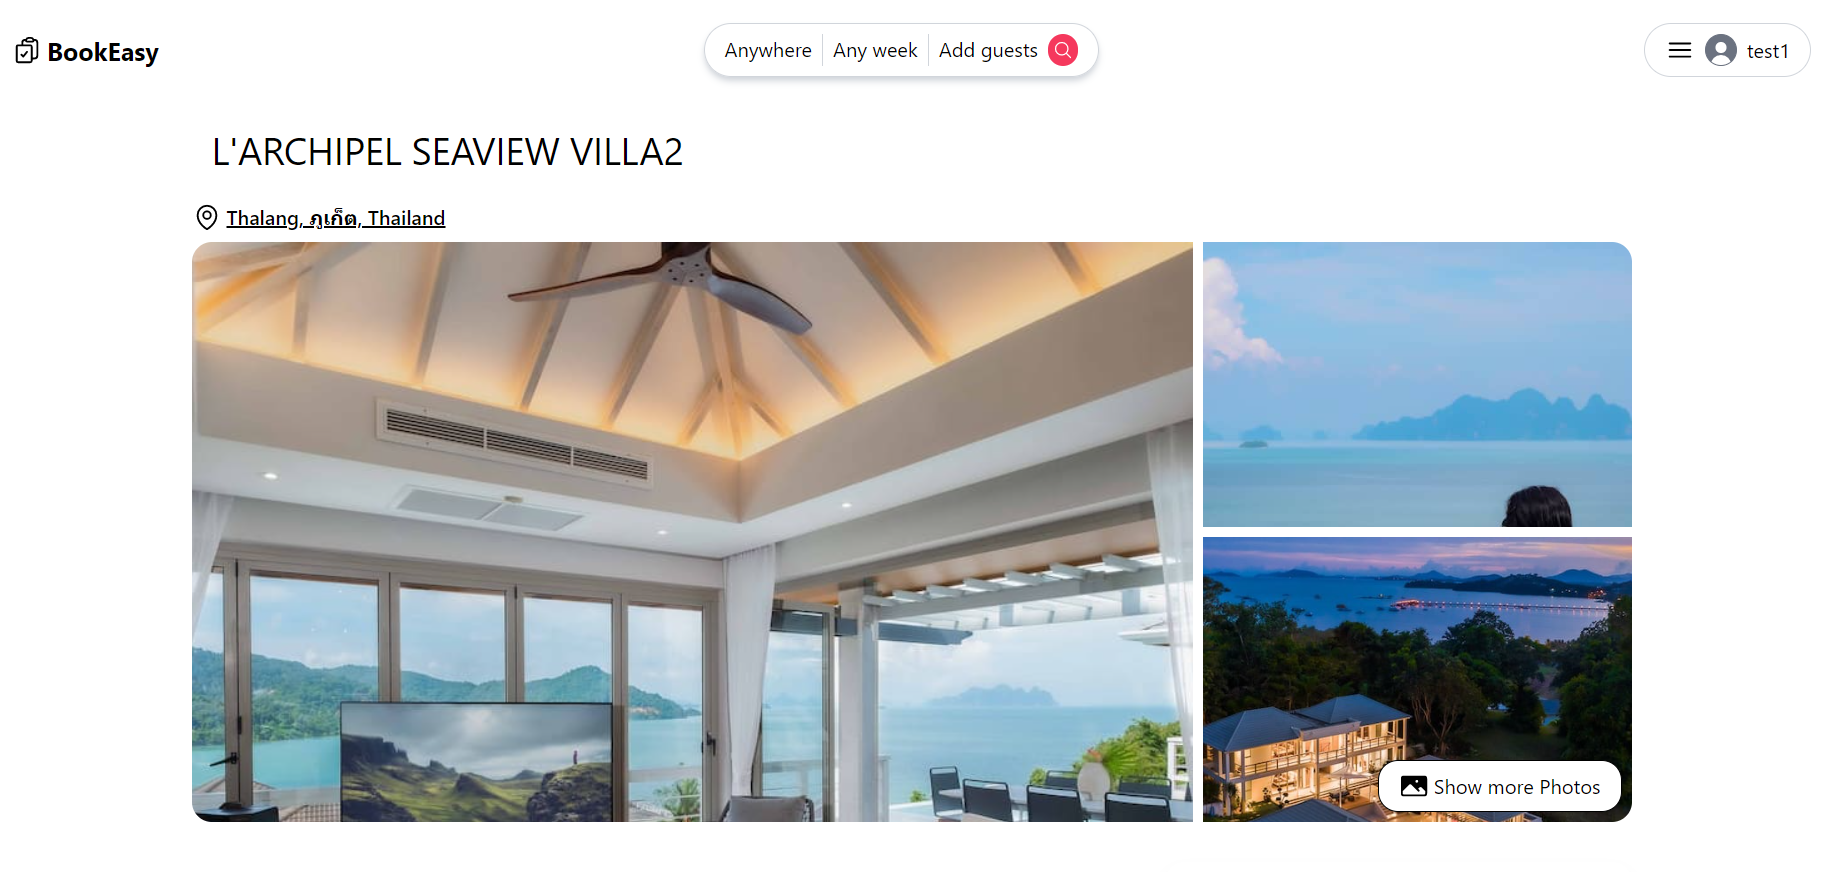 BookEasy
Anywhere Any week Add guests
test1
L'ARCHIPEL SEAVIEW VILLA2
Thalang, ภูเก็ต, Thailand
Show more Photos